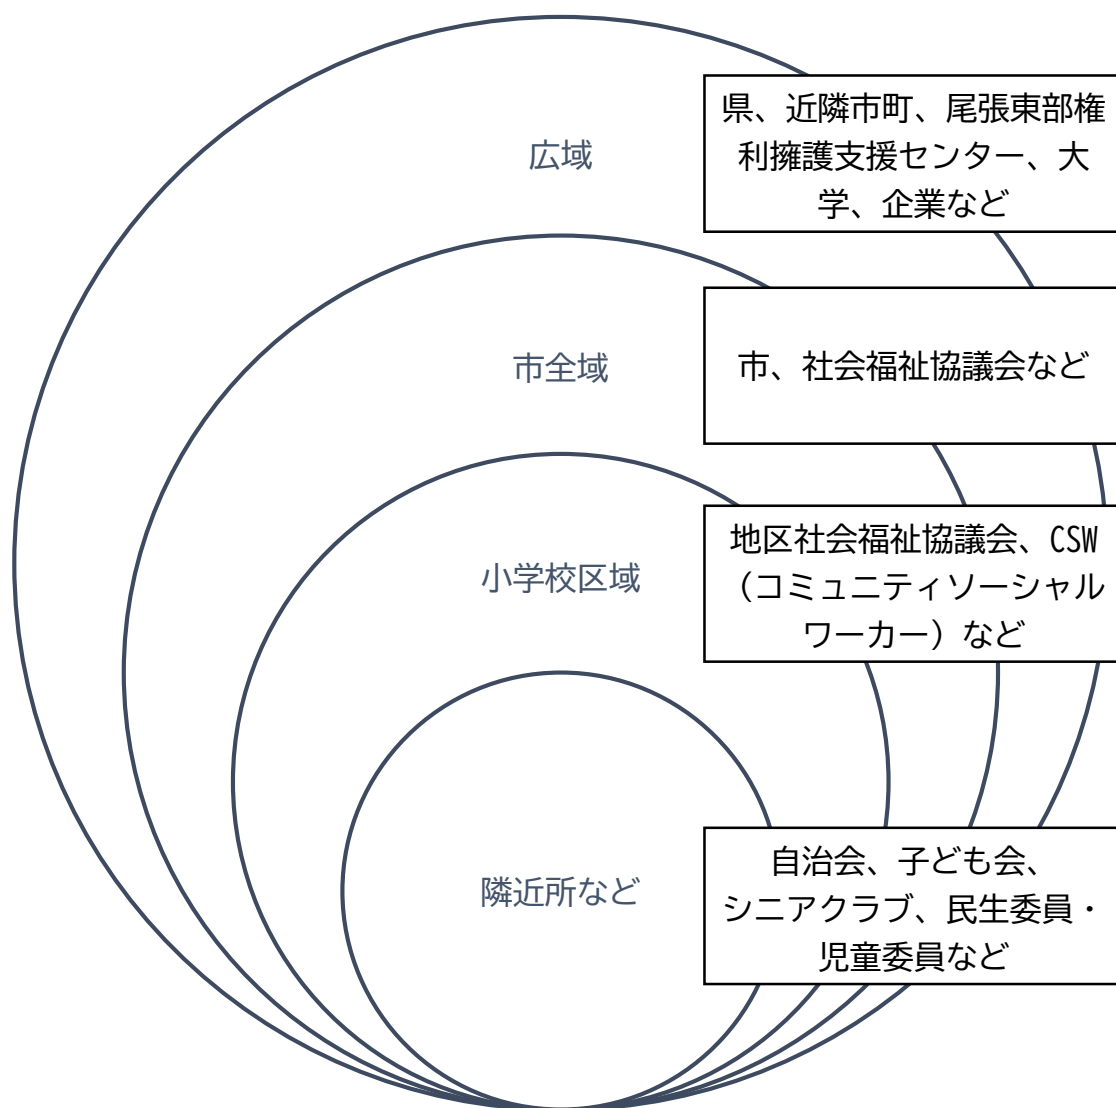 広域
県、近隣市町、尾張東部権
利擁護支援センター、大
学、企業など
市全域
市、社会福祉協議会など
小学校区域
地区社会福祉協議会、CSW
（コミュニティソーシャル
ワーカー）など
隣近所など
自治会、子ども会、
シニアクラブ、民生委員・
児童委員など